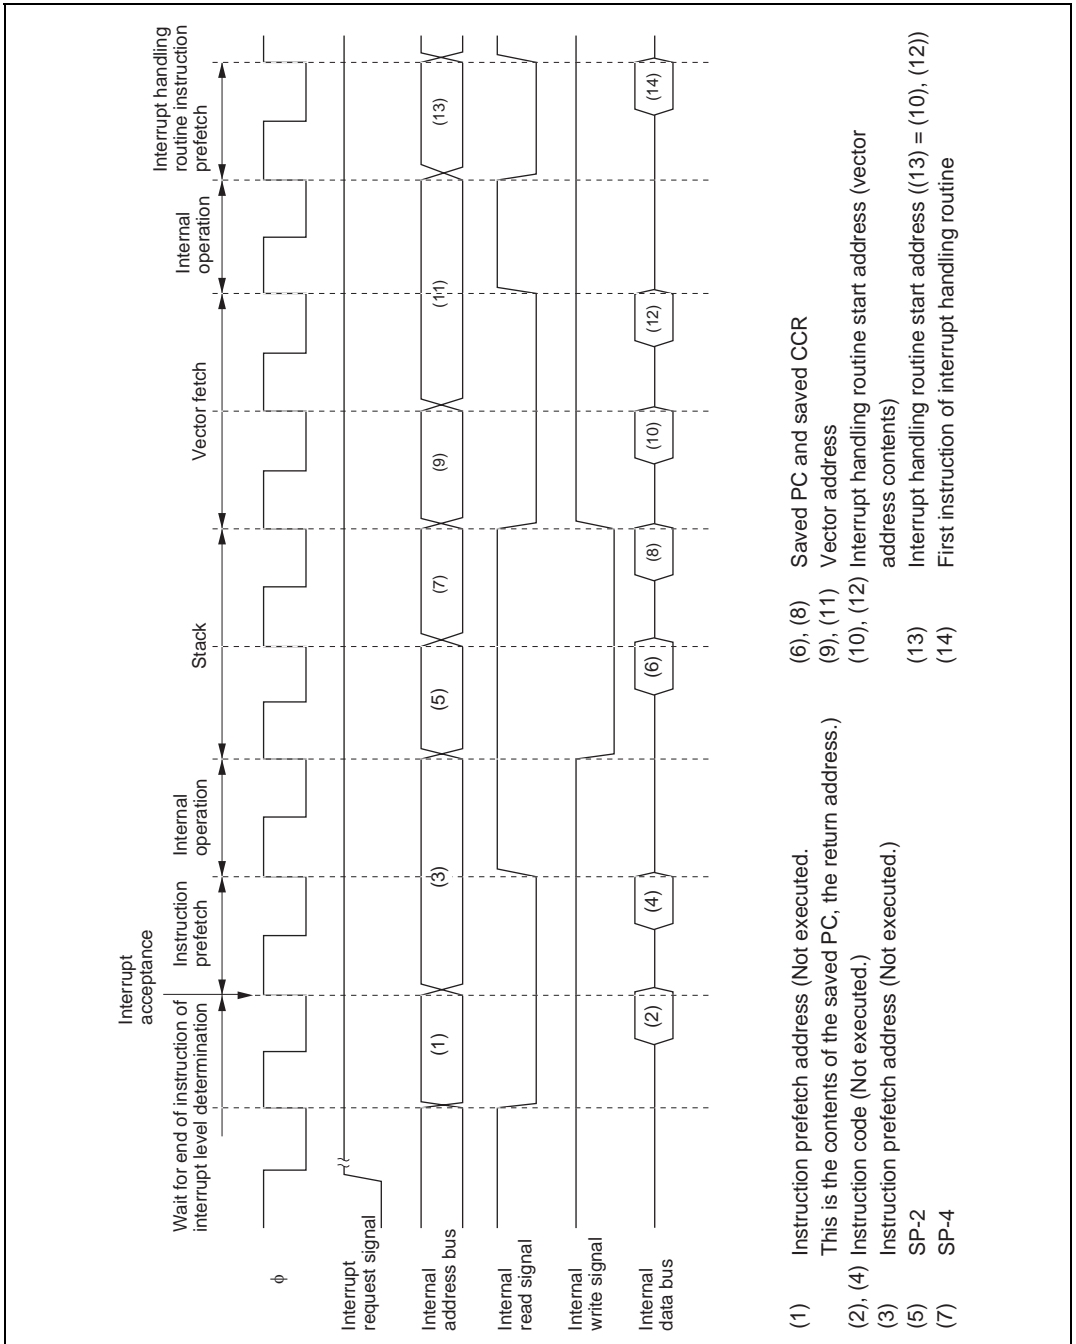 Interrupt
acceptance
Wait for end of instruction of
interrupt level determination
Instruction
prefetch
Internal
operation
Stack
Vector fetch
Internal
operation
Interrupt handling
routine instruction
prefetch
φ
Interrupt
request signal
Internal
address bus
(1)
(3)
(5)
(7)
(9)
(11)
(13)
Internal
read signal
Internal
write signal
Internal
data bus
(2)
(4)
(6)
(8)
(10)
(12)
(14)
(1) Instruction prefetch address (Not executed.
This is the contents of the saved PC, the return address.)
(2), (4) Instruction code (Not executed.)
(3) Instruction prefetch address (Not executed.)
(5) SP-2
(7) SP-4
(6), (8) Saved PC and saved CCR
(9), (11) Vector address
(10), (12) Interrupt handling routine start address (vector
address contents)
(13) Interrupt handling routine start address ((13) = (10), (12))
(14) First instruction of interrupt handling routine